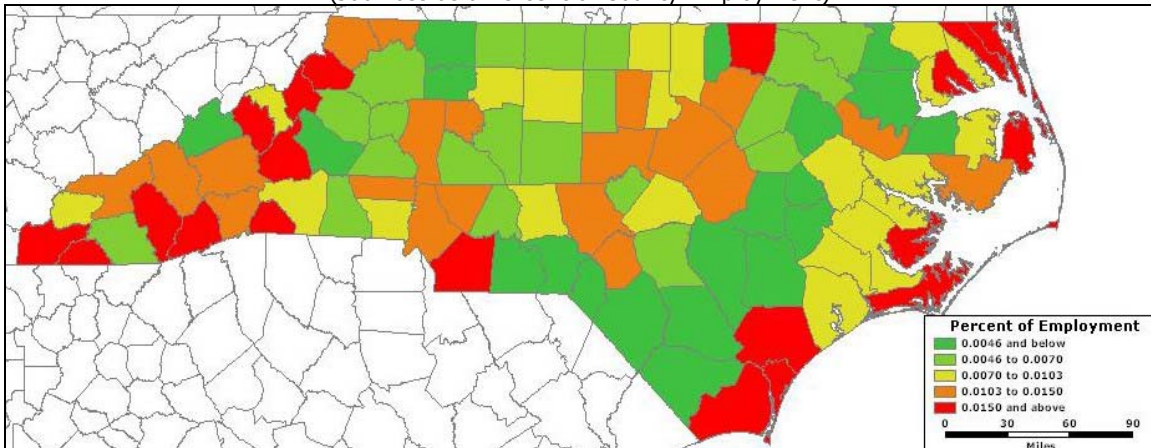 Percent of Employment
0.0046 and below
0.0046 to 0.0070
0.0070 to 0.0103
0.0103 to 0.0150
0.0150 and above
0 30 60 90
Miles